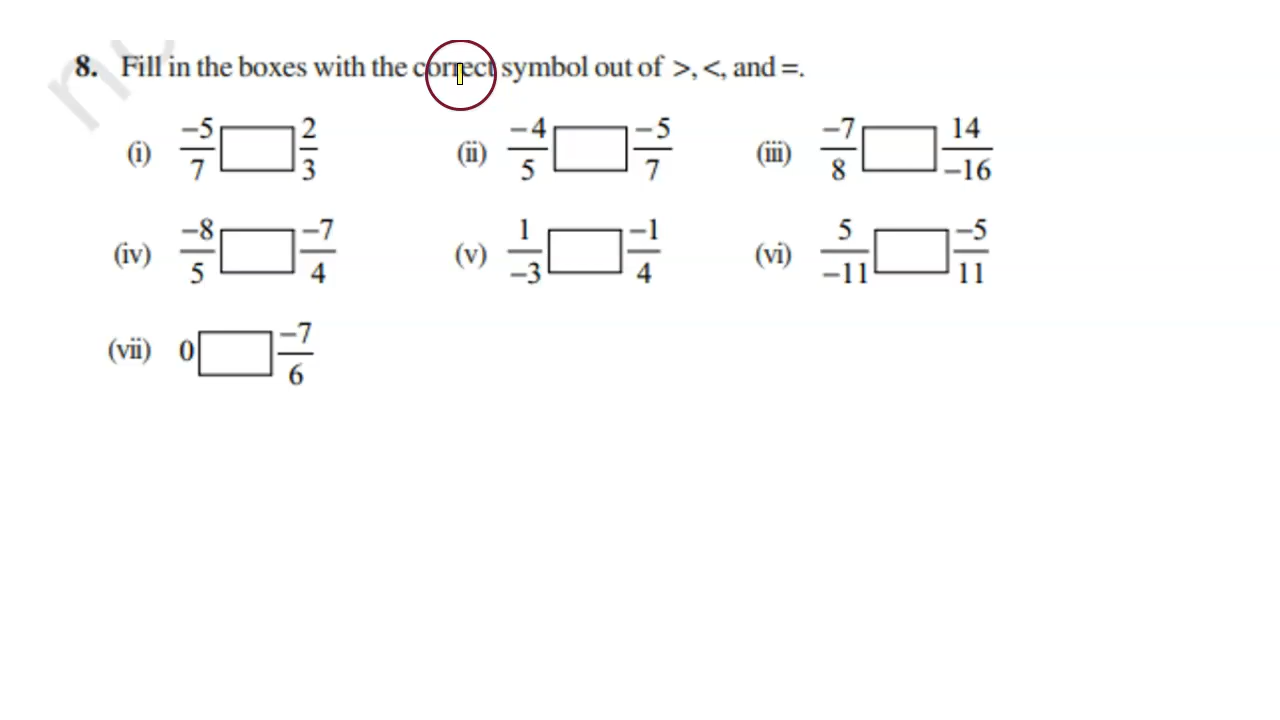 8. Fill in the boxes with the correct symbol out of >, <, and =.
(i) −5/7 □ 2/3 (ii) −4/5 □ −5/7 (iii) −7/8 □ 14/−16
(iv) −8/5 □ −7/4 (v) 1/−3 □ −1/4 (vi) 5/−11 □ −5/11
(vii) 0 □ −7/6